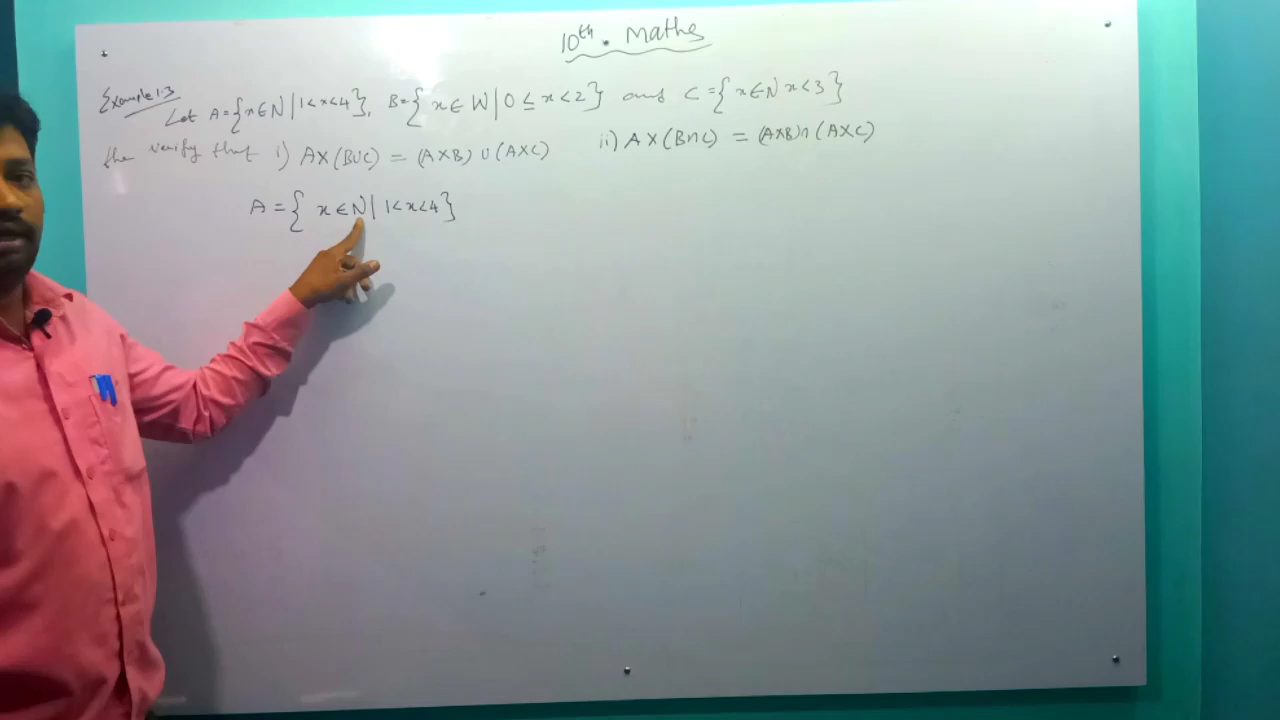 10th. Maths
Example 1.3
Let A={x∈N|1<x<4}, B={x∈W|0≤x<2} and C={x∈N x<3}
the verify that i) A×(B∪C) = (A×B)∪(A×C) ii) A×(B∩C) = (A×B)∩(A×C)
A={ x∈N|1<x<4}